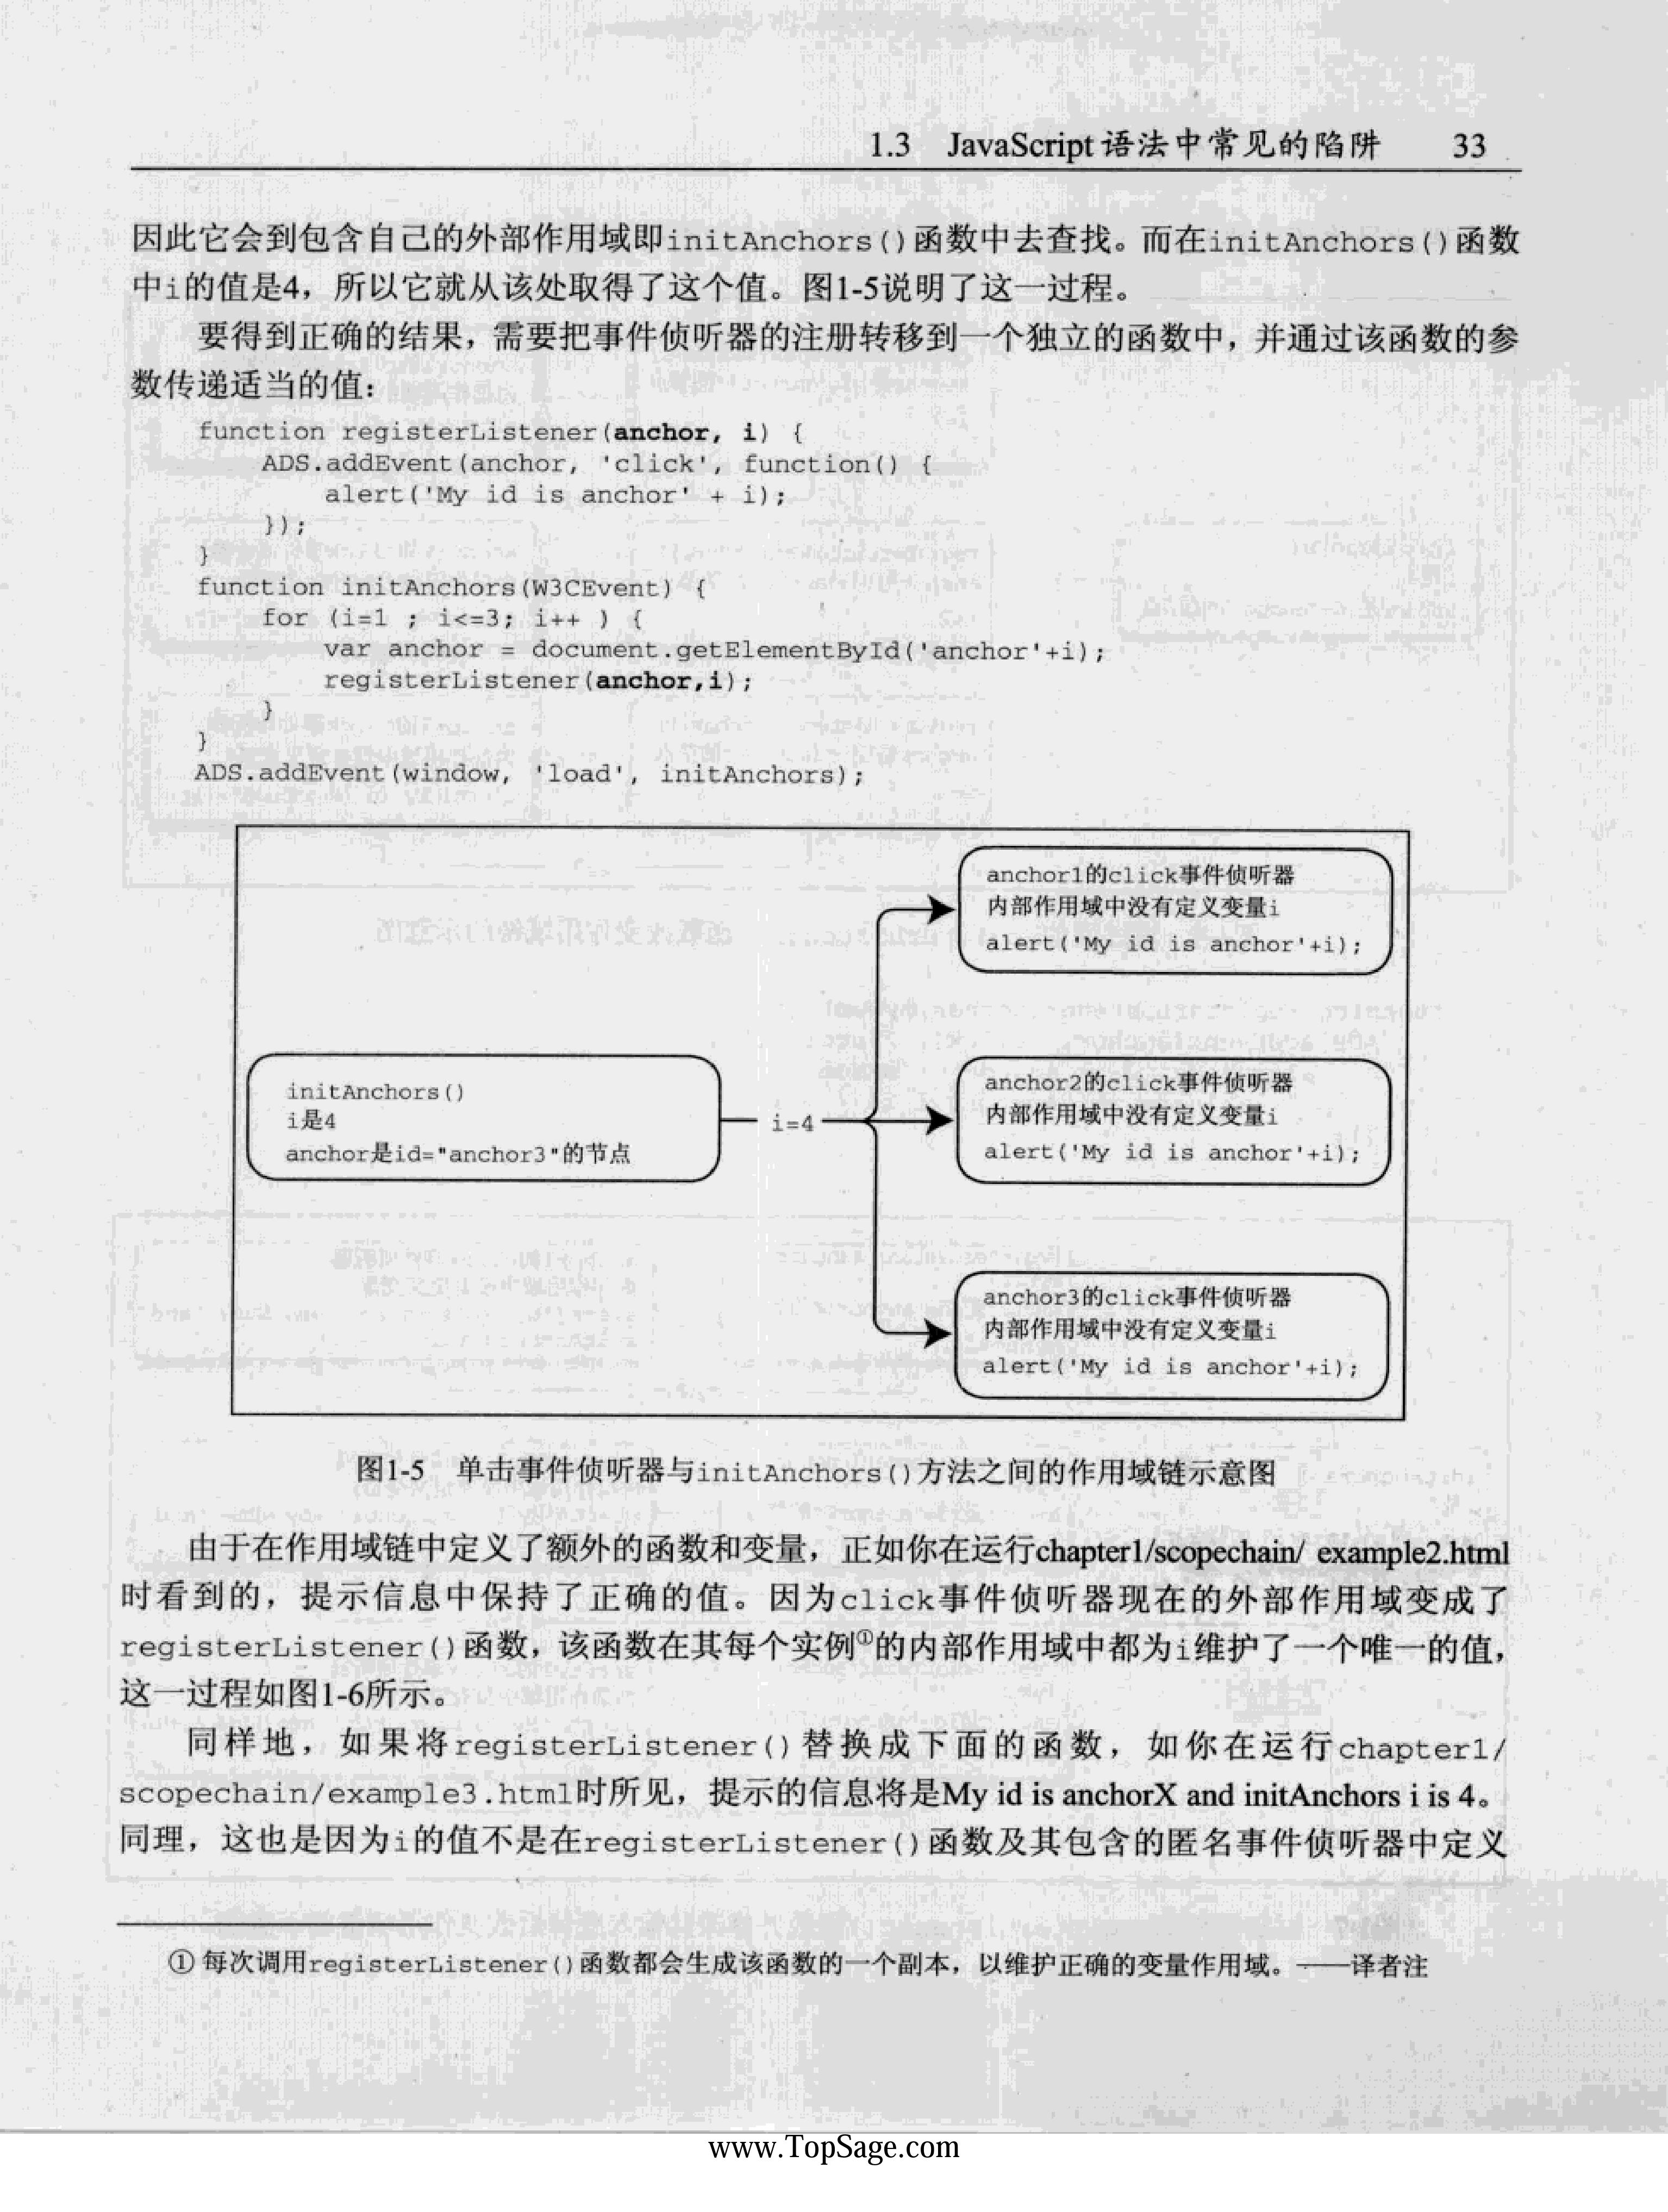 1.3 JavaScript语法中常见的陷阱 33
因此它会到包含自己的外部作用域即initAnchors()函数中去查找。而在initAnchors()函数
中i的值是4，所以它就从该处取得了这个值。图1-5说明了这一过程。
要得到正确的结果，需要把事件侦听器的注册转移到一个独立的函数中，并通过该函数的参
数传递适当的值：
function registerListener(anchor, i) {
ADS.addEvent(anchor, 'click', function() {
alert('My id is anchor' + i);
});
}
function initAnchors(W3CEvent) {
for (i=1 ; i<=3; i++ ) {
var anchor = document.getElementById('anchor'+i);
registerListener(anchor,i);
}
}
ADS.addEvent(window, 'load', initAnchors);
anchor1的click事件侦听器
内部作用域中没有定义变量i
alert('My id is anchor'+i);
initAnchors()
i是4
anchor是id="anchor3"的节点
i=4
anchor2的click事件侦听器
内部作用域中没有定义变量i
alert('My id is anchor'+i);
anchor3的click事件侦听器
内部作用域中没有定义变量i
alert('My id is anchor'+i);
图1-5 单击事件侦听器与initAnchors()方法之间的作用域链示意图
由于在作用域链中定义了额外的函数和变量，正如你在运行chapter1/scopechain/ example2.html
时看到的，提示信息中保持了正确的值。因为click事件侦听器现在的外部作用域变成了
registerListener()函数，该函数在其每个实例①的内部作用域中都为i维护了一个唯一的值，
这一过程如图1-6所示。
同样地，如果将registerListener()替换成下面的函数，如你在运行chapter1/
scopechain/example3.html时所见，提示的信息将是My id is anchorX and initAnchors i is 4。
同理，这也是因为i的值不是在registerListener()函数及其包含的匿名事件侦听器中定义
① 每次调用registerListener()函数都会生成该函数的一个副本，以维护正确的变量作用域。——译者注
www.TopSage.com